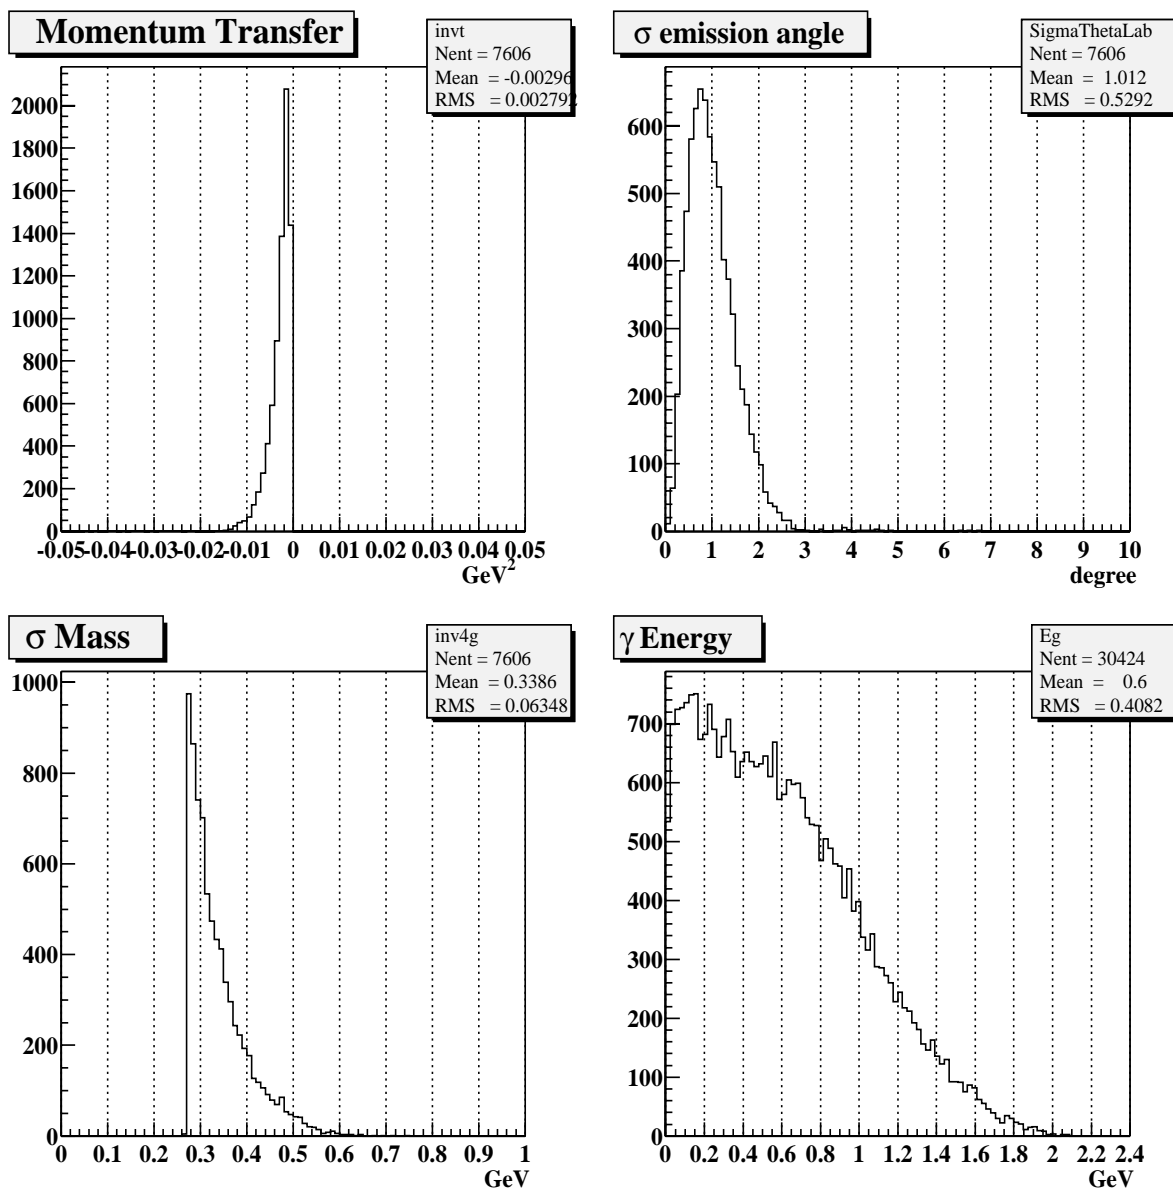 Momentum Transfer
invt
Nent = 7606
Mean = -0.00296
RMS = 0.002792
2000
1800
1600
1400
1200
1000
800
600
400
200
0
-0.05 -0.04 -0.03 -0.02 -0.01 0 0.01 0.02 0.03 0.04 0.05
GeV²
σ emission angle
SigmaThetaLab
Nent = 7606
Mean = 1.012
RMS = 0.5292
600
500
400
300
200
100
0
0 1 2 3 4 5 6 7 8 9 10
degree
σ Mass
inv4g
Nent = 7606
Mean = 0.3386
RMS = 0.06348
1000
800
600
400
200
0
0 0.1 0.2 0.3 0.4 0.5 0.6 0.7 0.8 0.9 1
GeV
γ Energy
Eg
Nent = 30424
Mean = 0.6
RMS = 0.4082
700
600
500
400
300
200
100
0
0 0.2 0.4 0.6 0.8 1 1.2 1.4 1.6 1.8 2 2.2 2.4
GeV